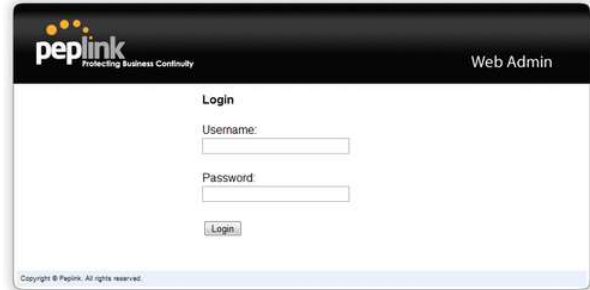 peplink
Protecting Business Continuity
Web Admin
Login
Username:
Password:
Login
Copyright © Peplink. All rights reserved.